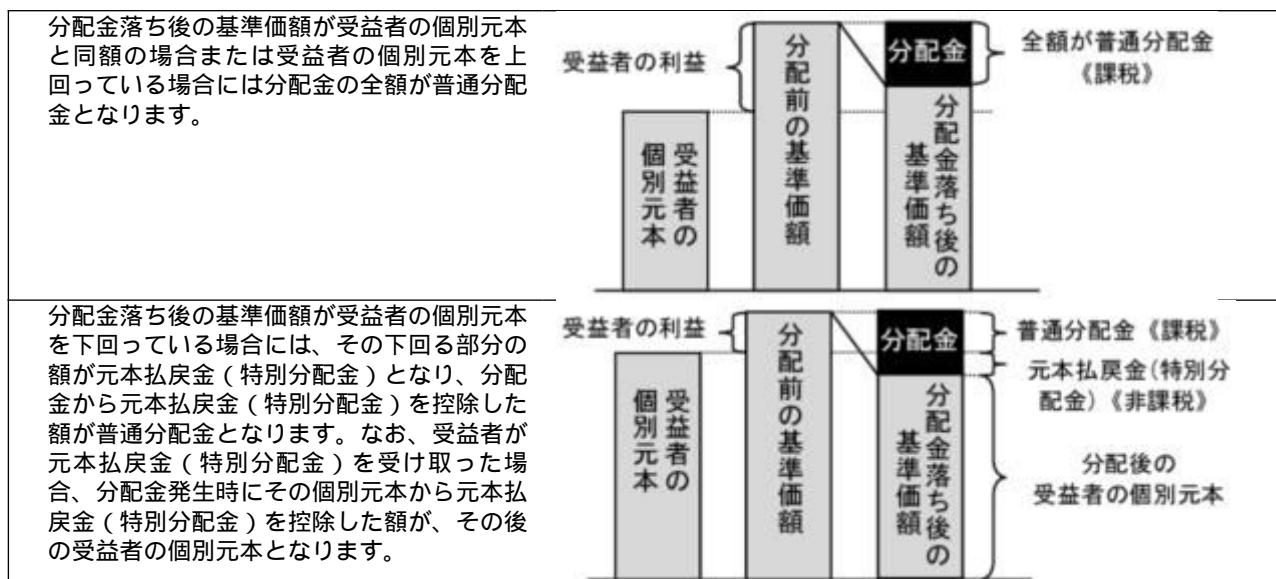 分配金落ち後の基準価額が受益者の個別元本
と同額の場合または受益者の個別元本を上
回っている場合には分配金の全額が普通分配
金となります。
受益者の利益
受益者の
個別元本
分配前の基準価額
分配金
分配金落ち後の
基準価額
全額が普通分配金
《課税》
分配金落ち後の基準価額が受益者の個別元本
を下回っている場合には、その下回る部分の
額が元本払戻金（特別分配金）となり、分配
金から元本払戻金（特別分配金）を控除した
額が普通分配金となります。なお、受益者が
元本払戻金（特別分配金）を受け取った場
合、分配金発生時にその個別元本から元本払
戻金（特別分配金）を控除した額が、その後
の受益者の個別元本となります。
受益者の利益
受益者の
個別元本
分配前の基準価額
分配金
分配金落ち後の
基準価額
普通分配金《課税》
元本払戻金(特別分
配金)《非課税》
分配後の
受益者の個別元本